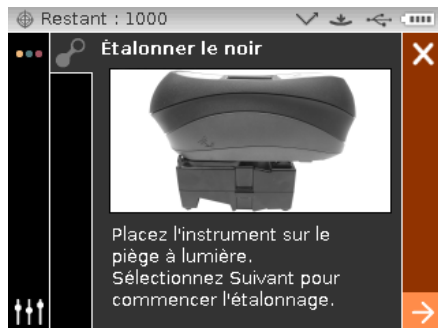 Restant : 1000
Étalonner le noir
Placez l'instrument sur le
piège à lumière.
Sélectionnez Suivant pour
commencer l'étalonnage.